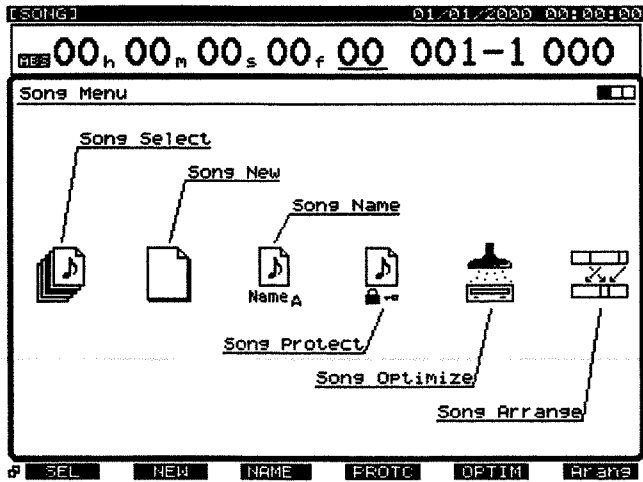 [SONG] 01/01/2000 00:00:00
ABS 00h 00m 00s 00f 00 001-1 000
Song Menu
Song Select
Song New
Song Name
Name A
Song Protect
Song Optimize
Song Arrange
SEL NEW NAME PROTC OPTIM Arang